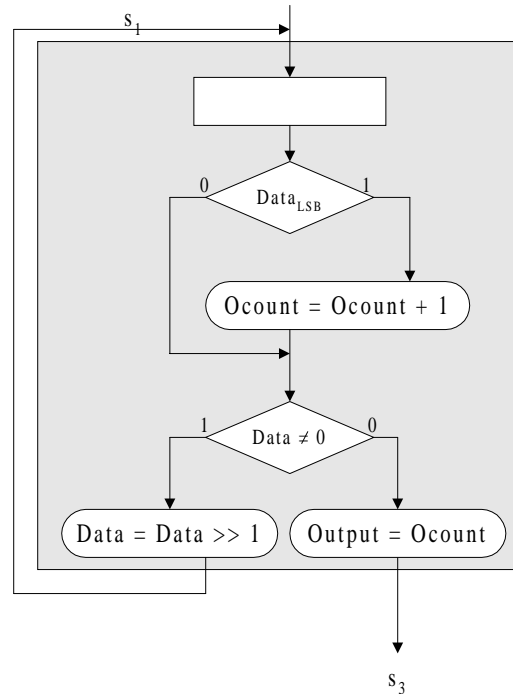 s1
0
1
DataLSB
Ocount = Ocount + 1
1
0
Data ≠ 0
Data = Data >> 1
Output = Ocount
s3